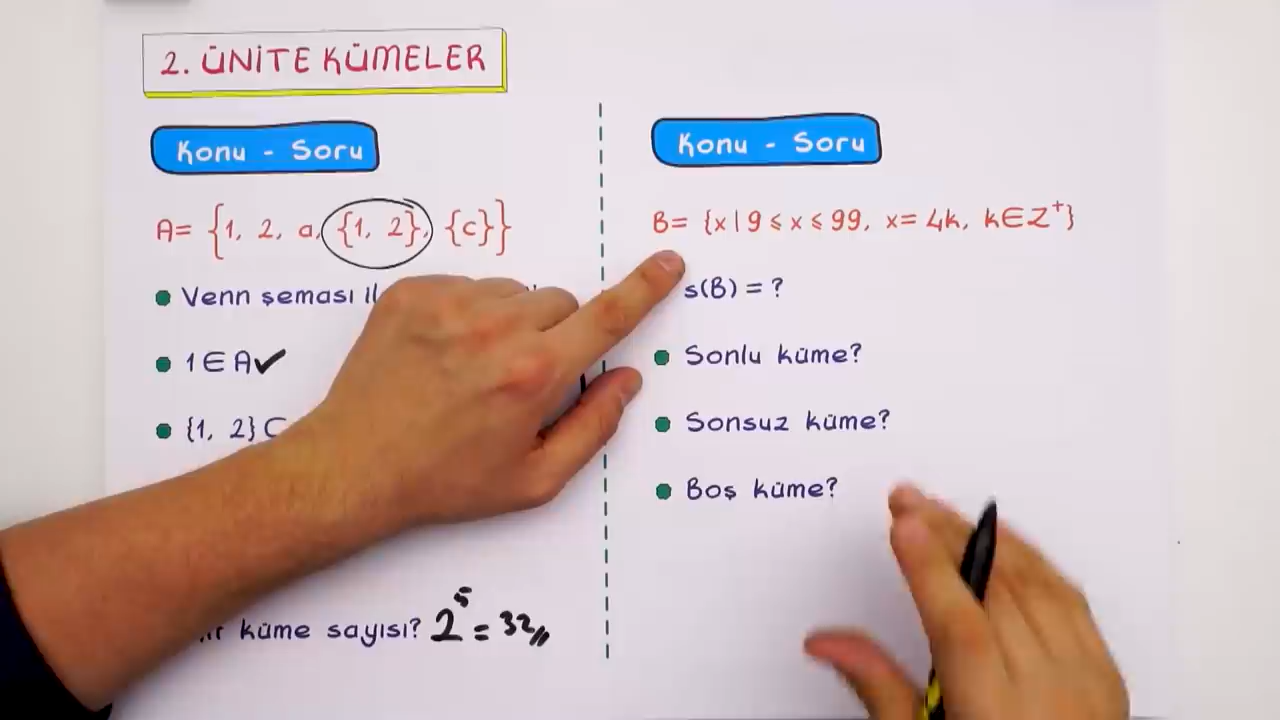 2. ÜNİTE KÜMELER
Konu - Soru
A= {1, 2, a, {1, 2}, {c}}
Venn şeması
1 ∈ A ✔
{1, 2}
küme sayısı? 2⁵ = 32//
Konu - Soru
B= {x | 9 ≤ x ≤ 99, x= 4k, k∈Z⁺}
s(B) = ?
Sonlu küme?
Sonsuz küme?
Boş küme?